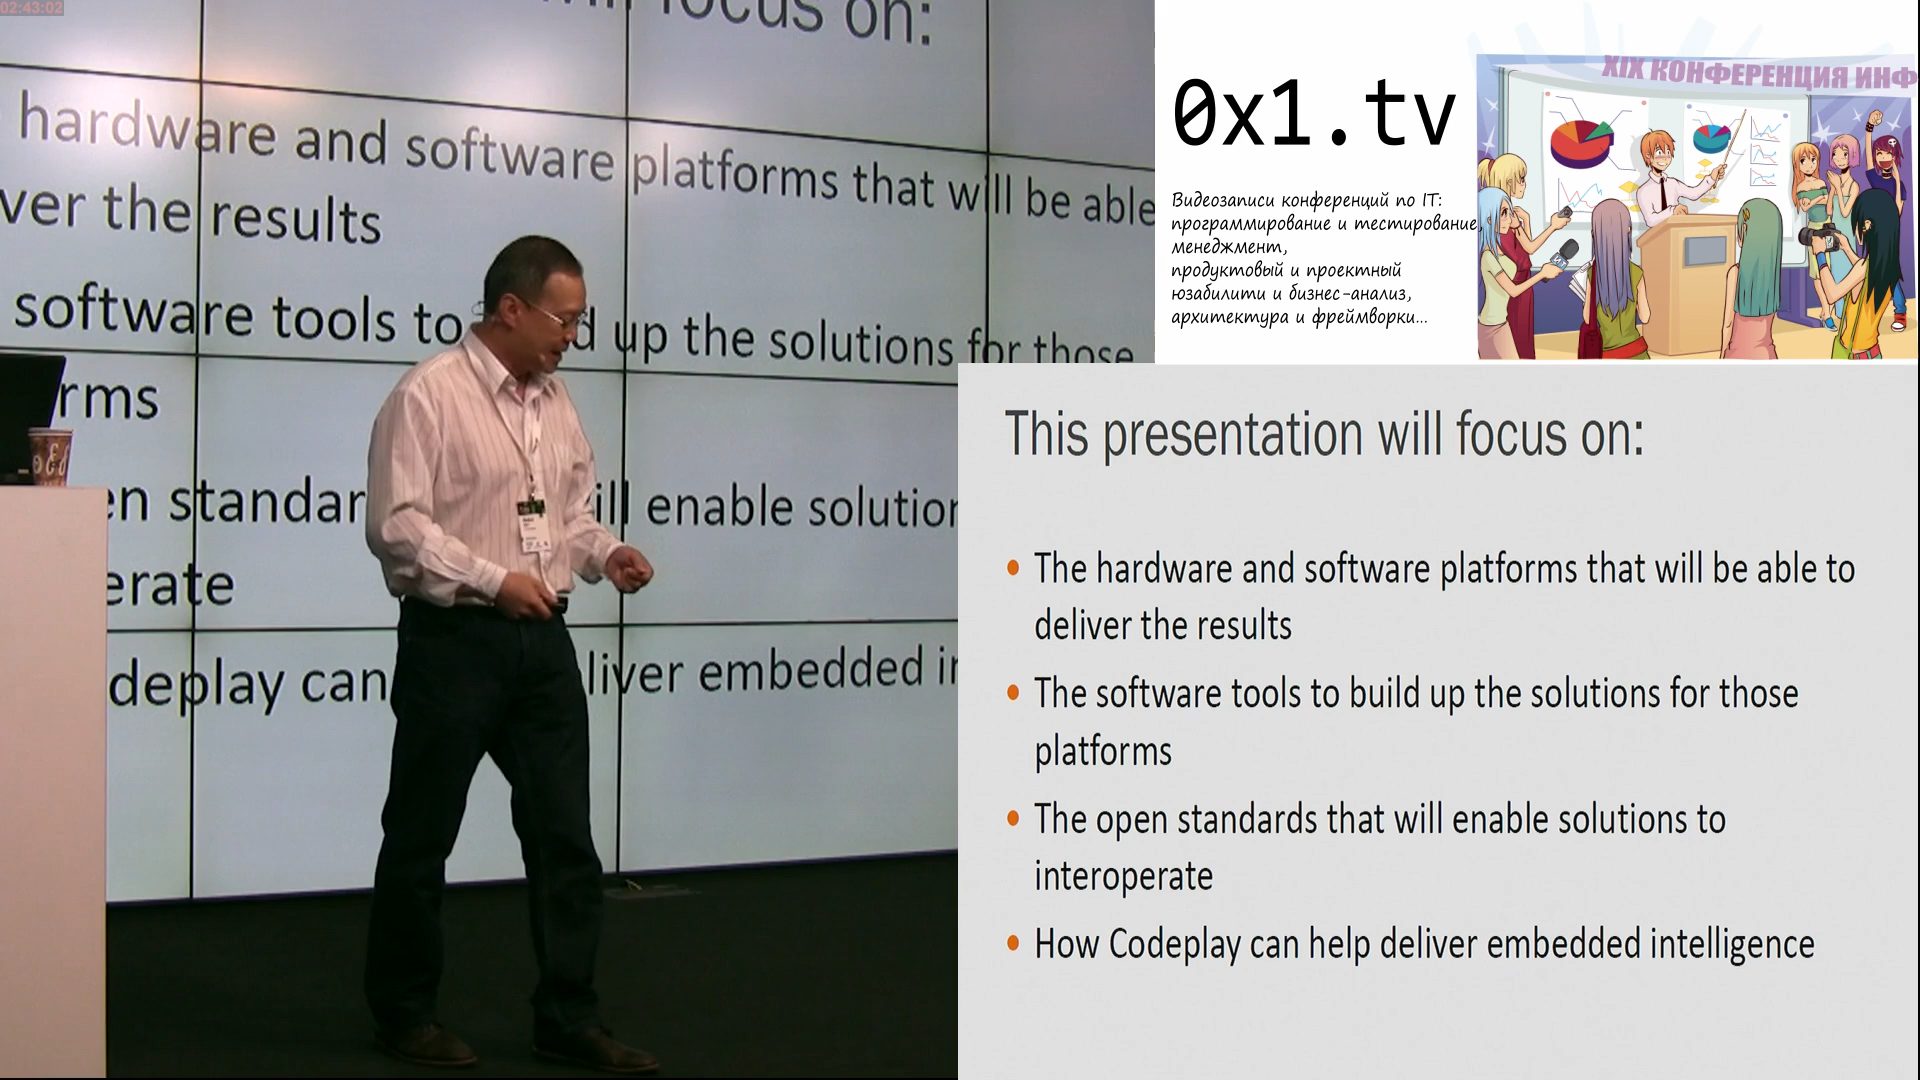 02:43:02
will focus on:
hardware and software platforms that will be able
ver the results
software tools to d up the solutions for those
rms
en standar ill enable solution
erate
deplay can liver embedded in
0x1.tv
Видеозаписи конференций по IT:
программирование и тестирование,
менеджмент,
продуктовый и проектный
юзабилити и бизнес-анализ,
архитектура и фреймворки...
XIX КОНФЕРЕНЦИЯ ИНФ
This presentation will focus on:
• The hardware and software platforms that will be able to
deliver the results
• The software tools to build up the solutions for those
platforms
• The open standards that will enable solutions to
interoperate
• How Codeplay can help deliver embedded intelligence